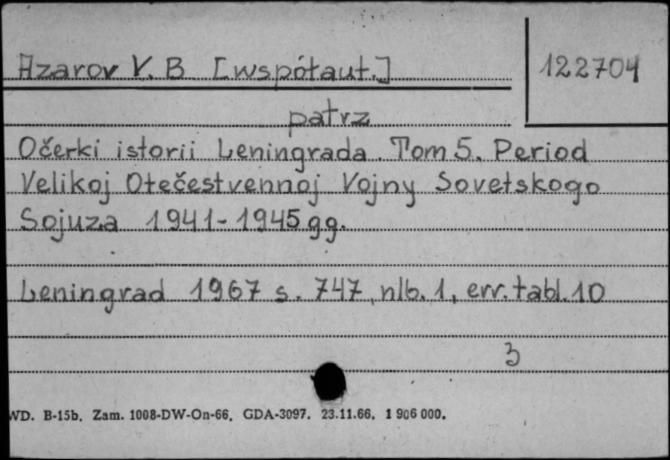 Azarov V. B [współaut.]
122704
patrz
Očerki istorii Leningrada. Tom 5. Period
Velikoj Otečestvennoj Vojny Sovetskogo
Sojuza 1941-1945 gg.
Leningrad 1967 s. 747, nlb. 1, err. tabl. 10
3
WD. B-15b. Zam. 1008-DW-On-66. GDA-3097. 23.11.66. 1 906 000.